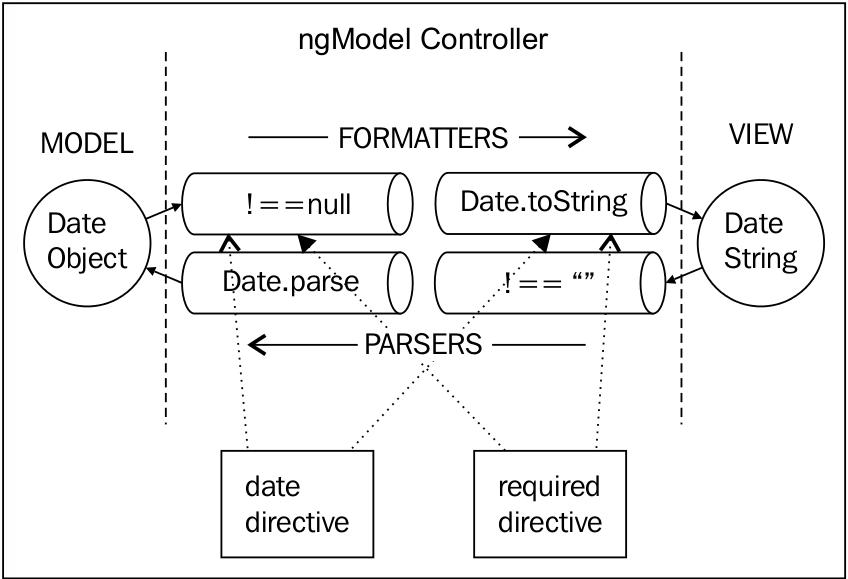 ngModel Controller
MODEL
FORMATTERS
VIEW
Date
Object
!==null
Date.toString
Date
String
Date.parse
!== “”
PARSERS
date
directive
required
directive